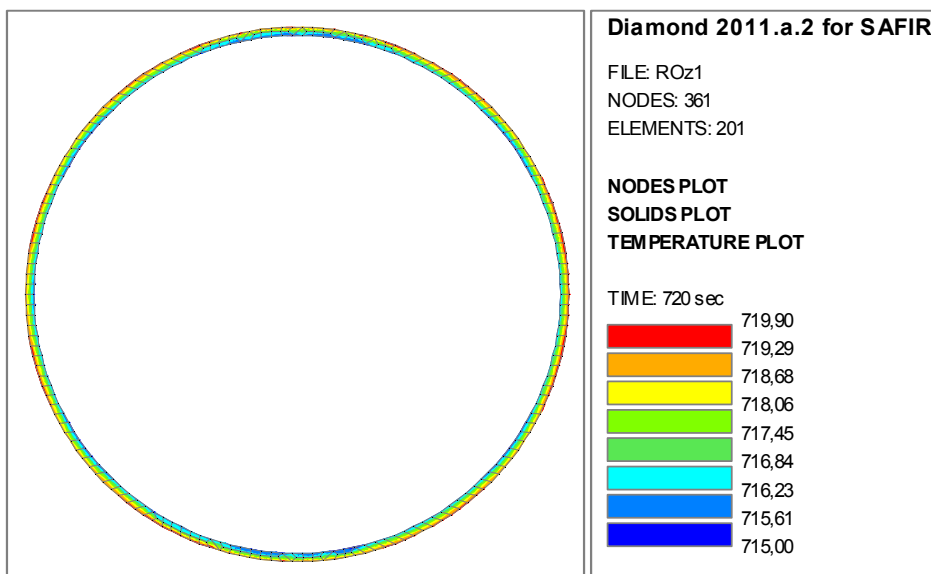 Diamond 2011.a.2 for SAFIR
FILE: ROz1
NODES: 361
ELEMENTS: 201
NODES PLOT
SOLIDS PLOT
TEMPERATURE PLOT
TIME: 720 sec
719,90
719,29
718,68
718,06
717,45
716,84
716,23
715,61
715,00